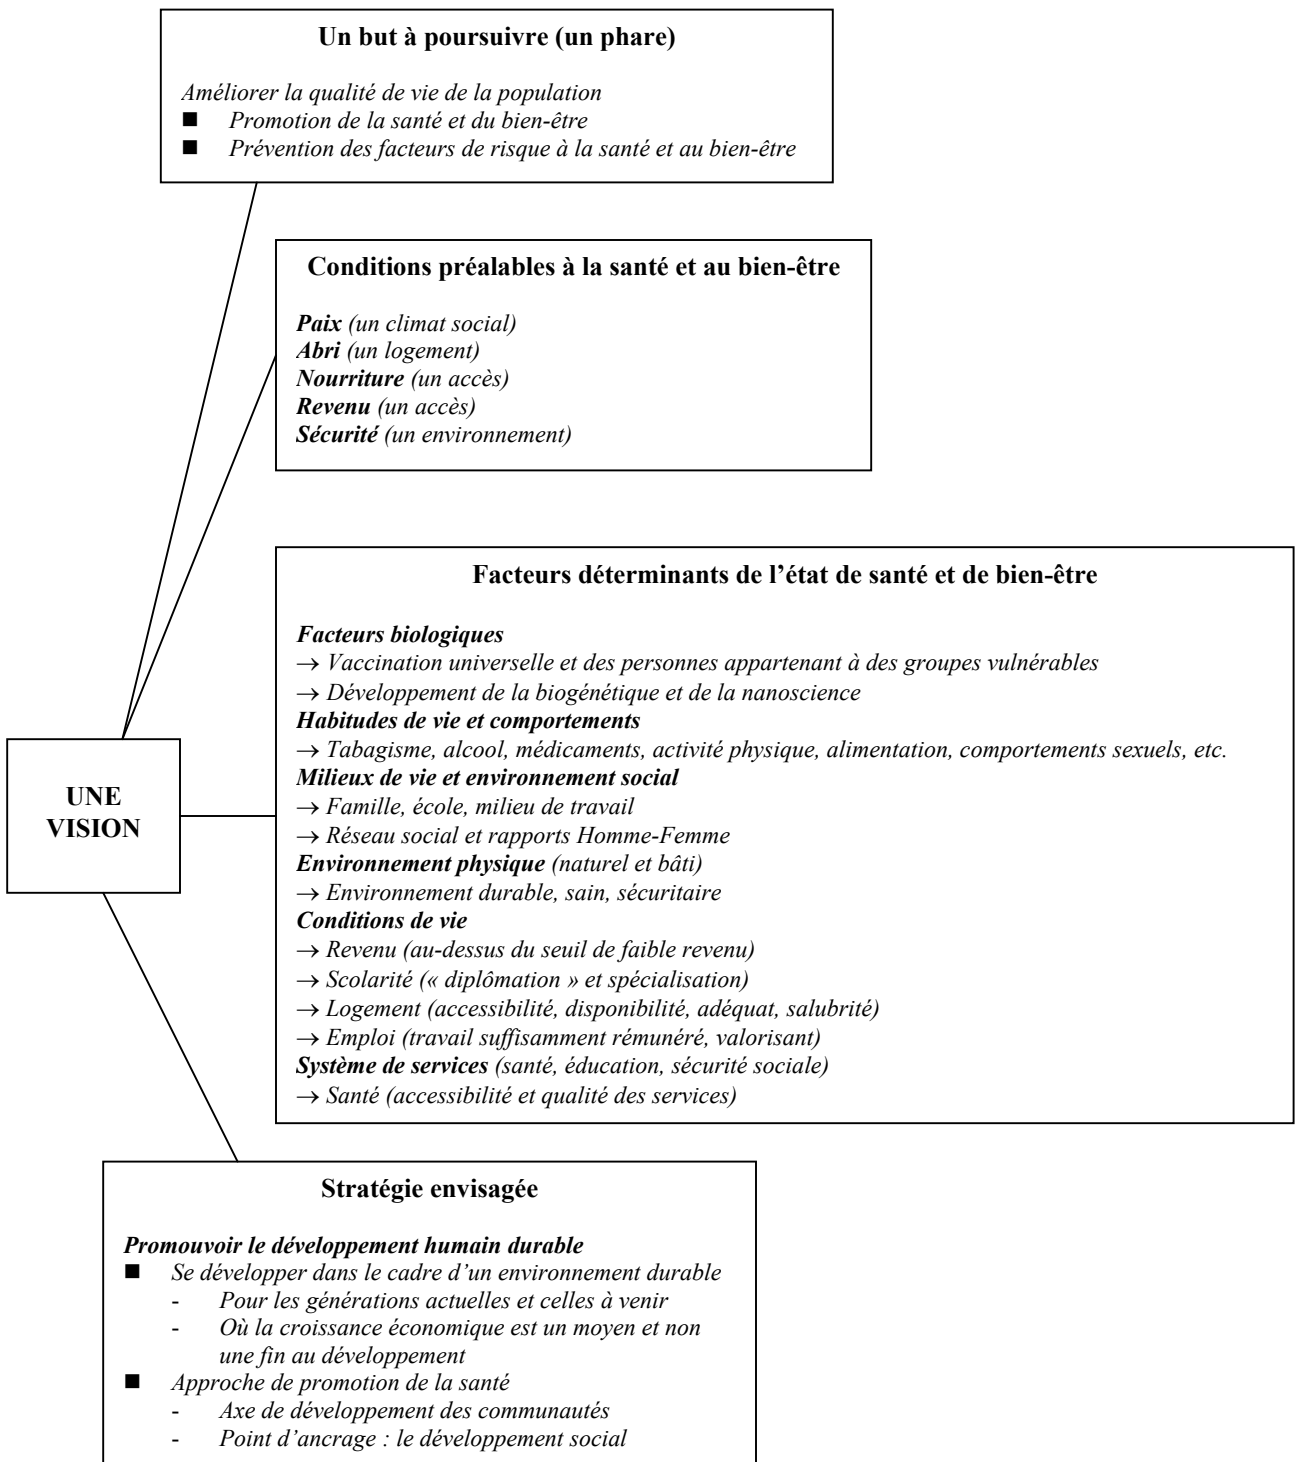 Un but à poursuivre (un phare)
Améliorer la qualité de vie de la population
■ Promotion de la santé et du bien-être
■ Prévention des facteurs de risque à la santé et au bien-être
Conditions préalables à la santé et au bien-être
Paix (un climat social)
Abri (un logement)
Nourriture (un accès)
Revenu (un accès)
Sécurité (un environnement)
Facteurs déterminants de l’état de santé et de bien-être
Facteurs biologiques
→ Vaccination universelle et des personnes appartenant à des groupes vulnérables
→ Développement de la biogénétique et de la nanoscience
Habitudes de vie et comportements
→ Tabagisme, alcool, médicaments, activité physique, alimentation, comportements sexuels, etc.
Milieux de vie et environnement social
→ Famille, école, milieu de travail
→ Réseau social et rapports Homme-Femme
Environnement physique (naturel et bâti)
→ Environnement durable, sain, sécuritaire
Conditions de vie
→ Revenu (au-dessus du seuil de faible revenu)
→ Scolarité (« diplômation » et spécialisation)
→ Logement (accessibilité, disponibilité, adéquat, salubrité)
→ Emploi (travail suffisamment rémunéré, valorisant)
Système de services (santé, éducation, sécurité sociale)
→ Santé (accessibilité et qualité des services)
UNE
VISION
Stratégie envisagée
Promouvoir le développement humain durable
■ Se développer dans le cadre d’un environnement durable
- Pour les générations actuelles et celles à venir
- Où la croissance économique est un moyen et non
une fin au développement
■ Approche de promotion de la santé
- Axe de développement des communautés
- Point d’ancrage : le développement social